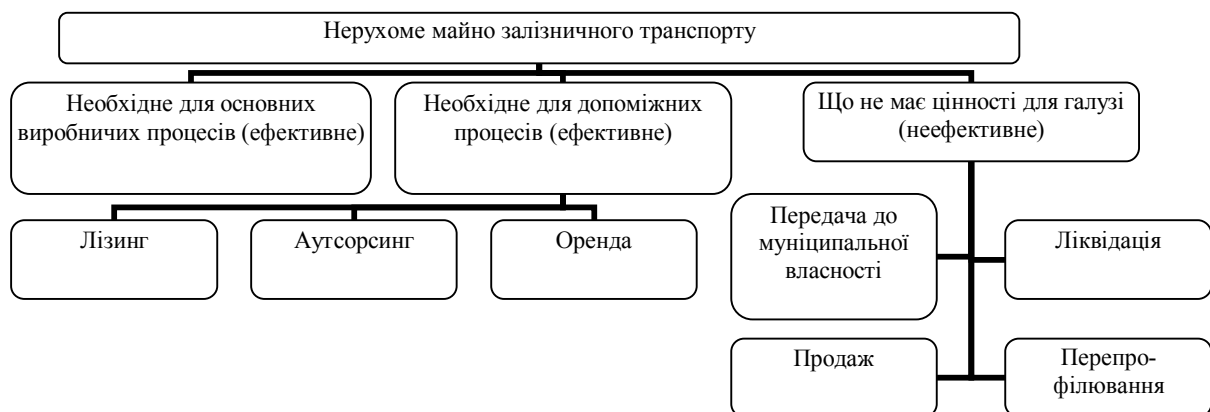 Нерухоме майно залізничного транспорту
Необхідне для основних
виробничих процесів (ефективне)
Необхідне для допоміжних
процесів (ефективне)
Що не має цінності для галузі
(неефективне)
Лізинг
Аутсорсинг
Оренда
Передача до
муніципальної
власності
Ліквідація
Продаж
Перепро-
філювання